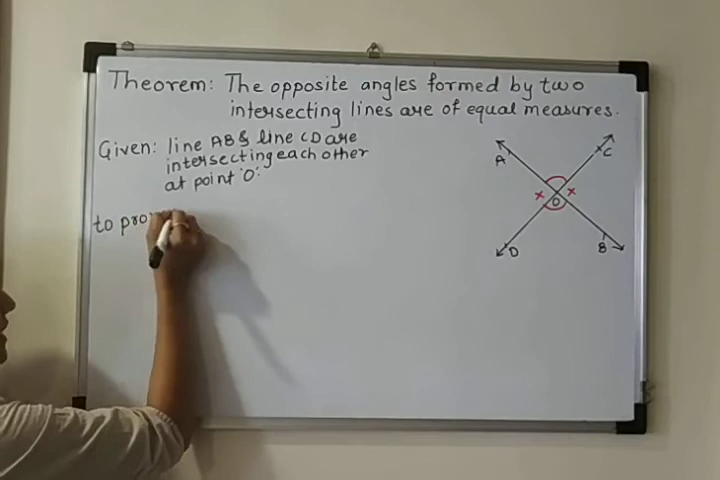 Theorem: The opposite angles formed by two
intersecting lines are of equal measures.
Given: line AB & line CD are
intersecting each other
at point 'O'.
to pro
A
C
x
x
O
D
B